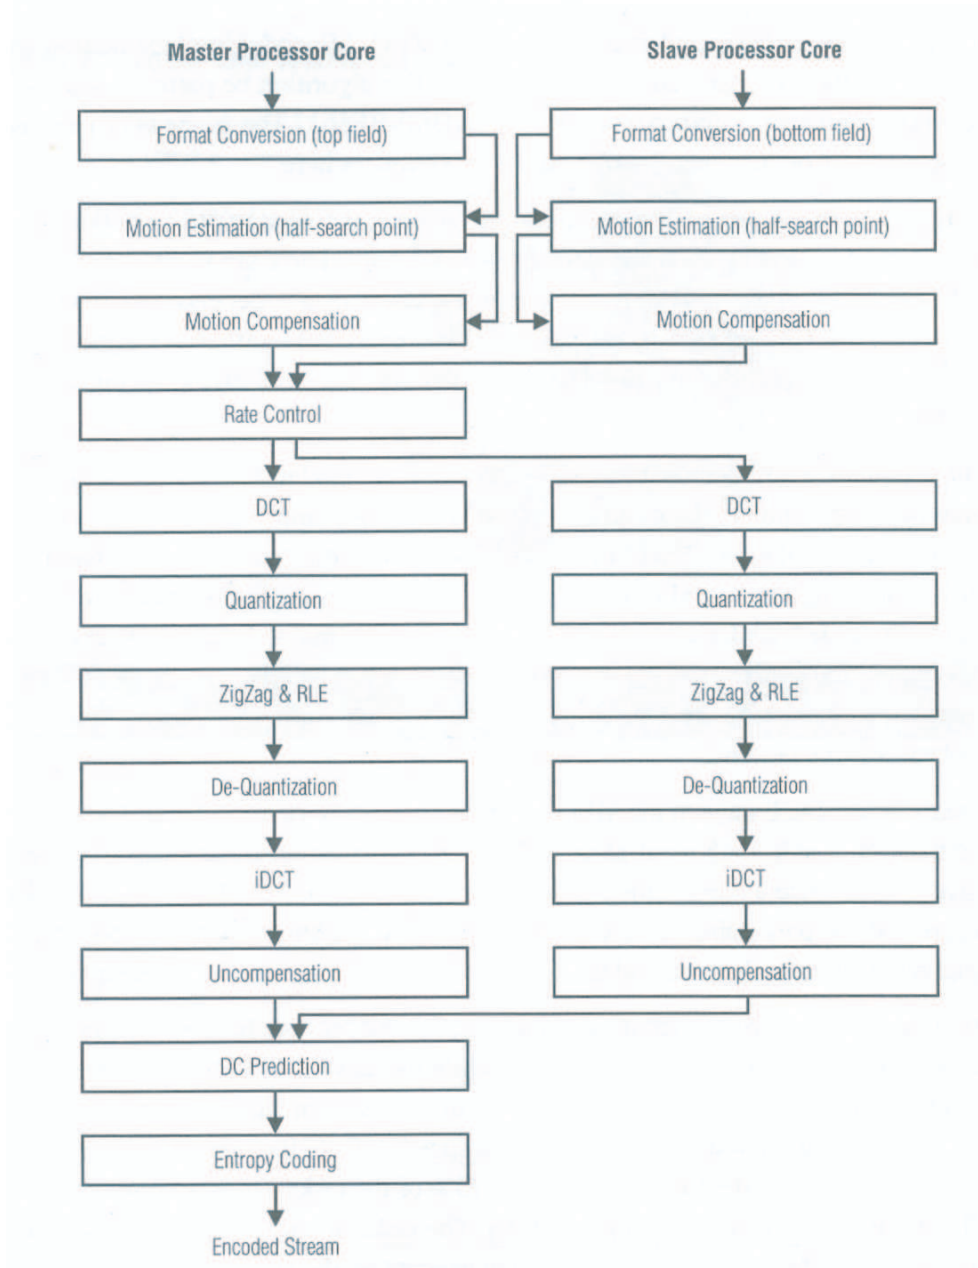 Master Processor Core
Slave Processor Core
Format Conversion (top field)
Format Conversion (bottom field)
Motion Estimation (half-search point)
Motion Estimation (half-search point)
Motion Compensation
Motion Compensation
Rate Control
DCT
DCT
Quantization
Quantization
ZigZag & RLE
ZigZag & RLE
De-Quantization
De-Quantization
iDCT
iDCT
Uncompensation
Uncompensation
DC Prediction
Entropy Coding
Encoded Stream